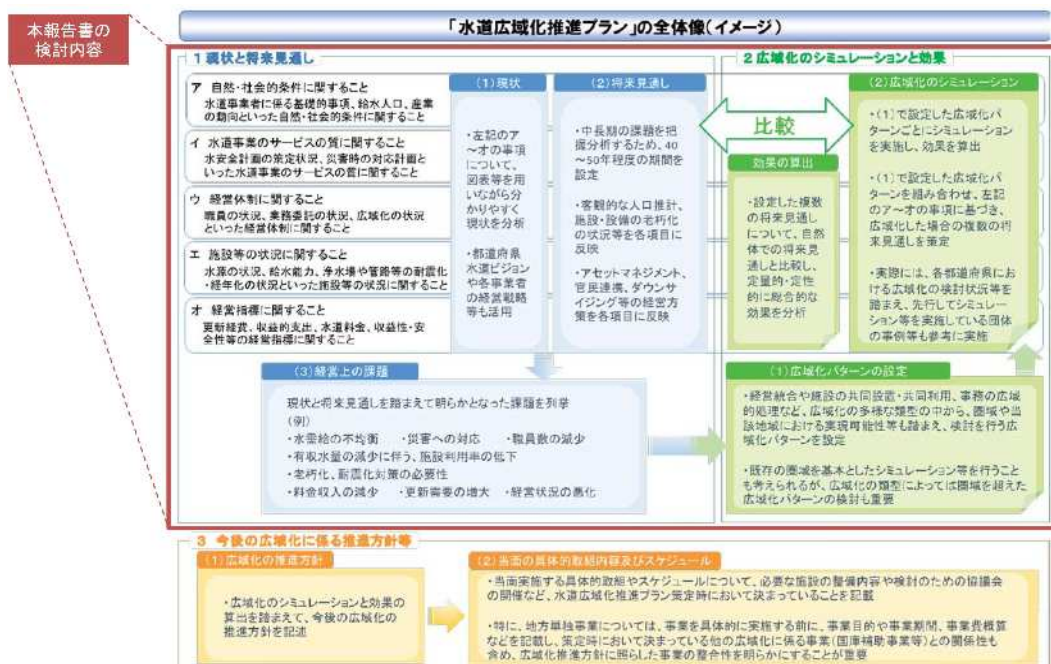 本報告書の
検討内容
「水道広域化推進プラン」の全体像(イメージ)
1 現状と将来見通し
ア 自然・社会的条件に関すること
水道事業者に係る基礎的事項、給水人口、産業
の動向といった自然・社会的条件に関すること
イ 水道事業のサービスの質に関すること
水安全計画の策定状況、災害時の対応計画と
いった水道事業のサービスの質に関すること
ウ 経営体制に関すること
職員の状況、業務委託の状況、広域化の状況
といった経営体制に関すること
エ 施設等の状況に関すること
水源の状況、給水能力、浄水場や管路等の耐震化
・経年化の状況といった施設等の状況に関すること
オ 経営指標に関すること
更新経費、収益的支出、水道料金、収益性・安
全性等の経営指標に関すること
(1)現状
・左記のア
~オの事項
について、
図表等を用
いながら分
かりやすく
現状を分析
・都道府県
水道ビジョン
や各事業者
の経営戦略
等も活用
(2)将来見通し
・中長期の課題を把
握分析するため、40
~50年程度の期間を
設定
・客観的な人口推計、
施設・設備の老朽化
の状況等を各項目に
反映
・アセットマネジメント、
官民連携、ダウン
サイジング等の経営方
策を各項目に反映
(3)経営上の課題
現状と将来見通しを踏まえて明らかとなった課題を列挙
(例)
・水需給の不均衡 ・災害への対応 ・職員数の減少
・有収水量の減少に伴う、施設利用率の低下
・老朽化、耐震化対策の必要性
・料金収入の減少 ・更新需要の増大 ・経営状況の悪化
2 広域化のシミュレーションと効果
比較
効果の算出
・設定した複数
の将来見通し
について、自然
体での将来見
通しと比較し、
定量的・定性
的に総合的な
効果を分析
(2)広域化のシミュレーション
・(1)で設定した広域化パ
ターンごとにシミュレーション
を実施し、効果を算出
・(1)で設定した広域化パ
ターンを組み合わせ、左記
のア~オの事項に基づき、
広域化した場合の複数の将
来見通しを策定
・実際には、各都道府県にお
ける広域化の検討状況等を
踏まえ、先行してシミュレー
ション等を実施している団体
の事例等も参考に実施
(1)広域化パターンの設定
・経営統合や施設の共同設置・共同利用、事務の広域
的処理など、広域化の多様な類型の中から、圏域や当
該地域における実現可能性等も踏まえ、検討を行う広
域化パターンを設定
・既存の圏域を基本としたシミュレーション等を行うこと
も考えられるが、広域化の類型によっては圏域を超えた
広域化パターンの検討も重要
3 今後の広域化に係る推進方針等
(1)広域化の推進方針
・広域化のシミュレーションと効果の
算出を踏まえて、今後の広域化の
推進方針を記述
(2)当面の具体的取組内容及びスケジュール
・当面実施する具体的取組やスケジュールについて、必要な施設の整備内容や検討のための協議会
の開催など、水道広域化推進プラン策定時において決まっていることを記載
・特に、地方単独事業については、事業を具体的に実施する前に、事業目的や事業期間、事業費概算
などを記載し、策定時において決まっている他の広域化に係る事業(国庫補助事業等)との関係性も
含め、広域化推進方針に照らした事業の整合性を明らかにすることが重要